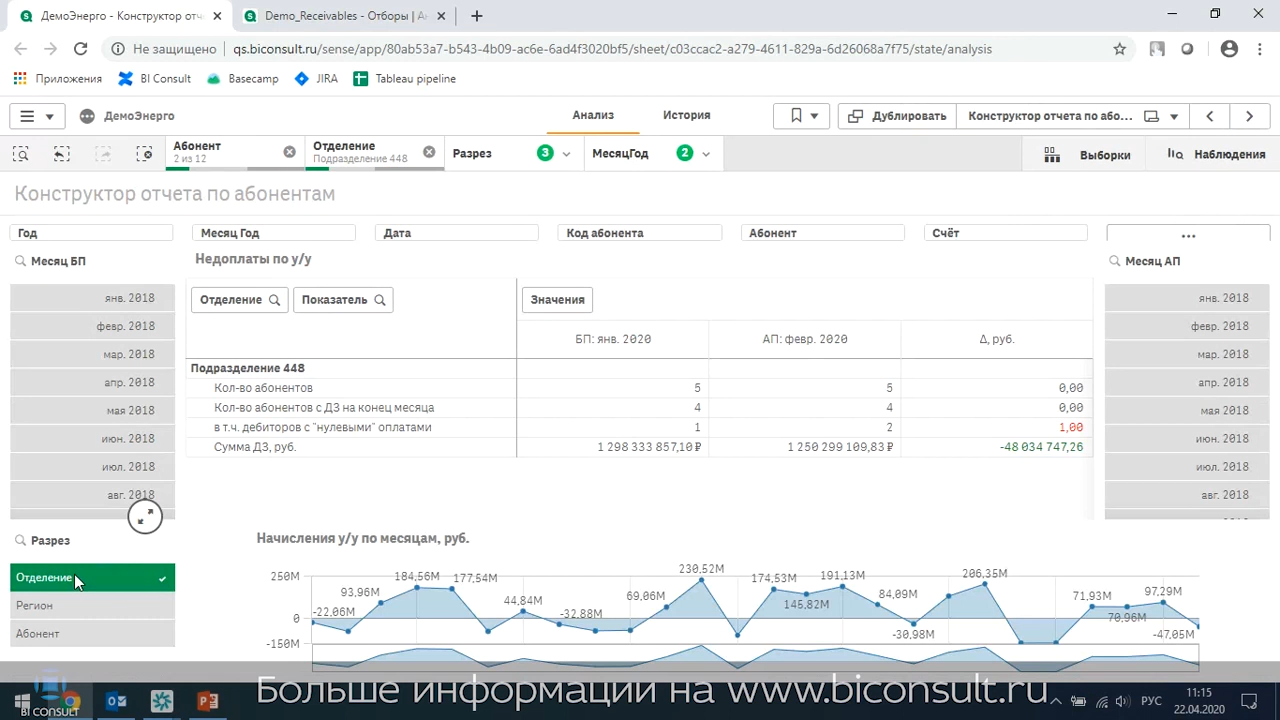 ДемоЭнерго - Конструктор отч
Demo_Receivables - Отборы | А
Не защищено
qs.biconsult.ru/sense/app/80ab53a7-b543-4b09-ac6e-6ad4f3020bf5/sheet/c03ccac2-a279-4611-829a-6d26068a7f75/state/analysis
Приложения BI Consult Basecamp JIRA Tableau pipeline
ДемоЭнерго Анализ История Дублировать Конструктор отчета по або...
Абонент
2 из 12
Отделение
Подразделение 448
Разрез 3
МесяцГод 2
Выборки Наблюдения
Конструктор отчета по абонентам
Год Месяц Год Дата Код абонента Абонент Счёт ...
Месяц БП
янв. 2018
февр. 2018
мар. 2018
апр. 2018
мая 2018
июн. 2018
июл. 2018
авг. 2018
Недоплаты по у/у
Отделение Показатель Значения
БП: янв. 2020 АП: февр. 2020 Δ, руб.
Подразделение 448
Кол-во абонентов 5 5 0,00
Кол-во абонентов с ДЗ на конец месяца 4 4 0,00
в т.ч. дебиторов с "нулевыми" оплатами 1 2 1,00
Сумма ДЗ, руб. 1 298 333 857,10 ₽ 1 250 299 109,83 ₽ -48 034 747,26
Месяц АП
янв. 2018
февр. 2018
мар. 2018
апр. 2018
мая 2018
июн. 2018
июл. 2018
авг. 2018
Разрез
Отделение
Регион
Абонент
Начисления у/у по месяцам, руб.
250M
0
-150M
-22,06M 93,96M 184,56M 177,54M 44,84M -32,88M 69,06M 230,52M 174,53M 145,82M 191,13M 84,09M -30,98M 206,35M 71,93M 70,96M 97,29M -47,05M
Больше информации на www.biconsult.ru
BI CONSULT
РУС
11:15
22.04.2020